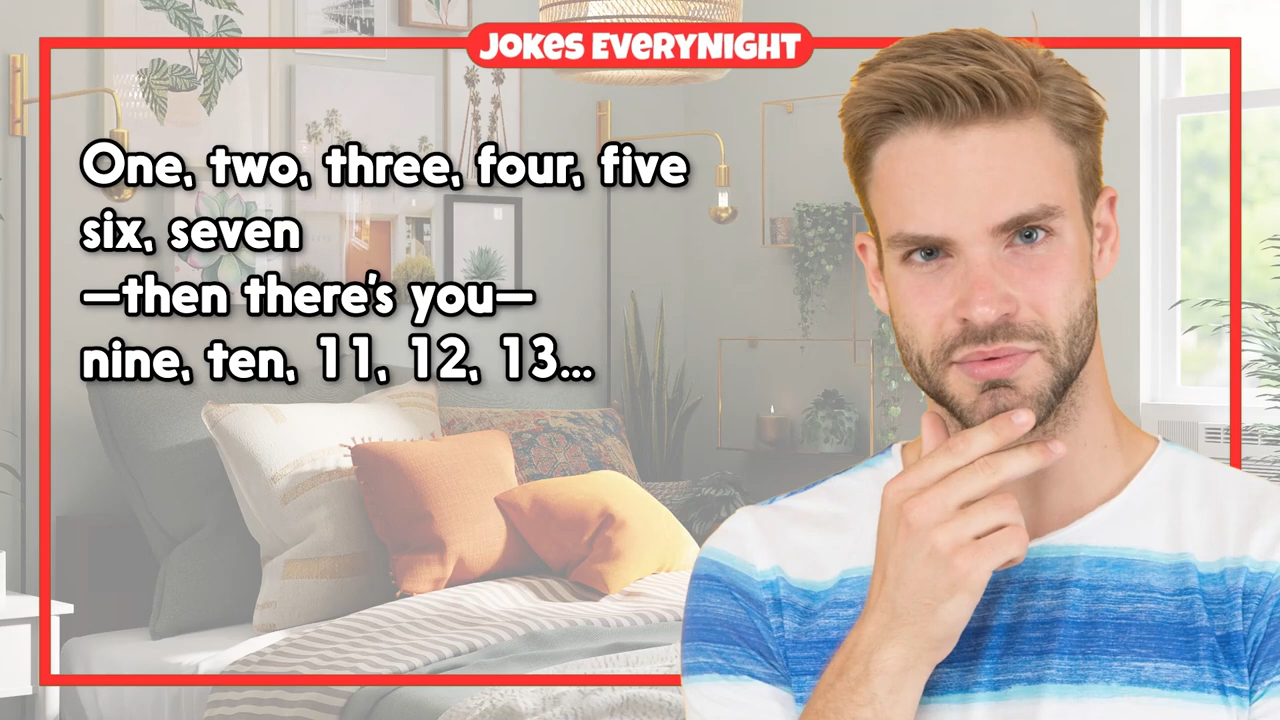 JOKES EVERYNIGHT
One, two, three, four, five
six, seven
—then there's you—
nine, ten, 11, 12, 13...